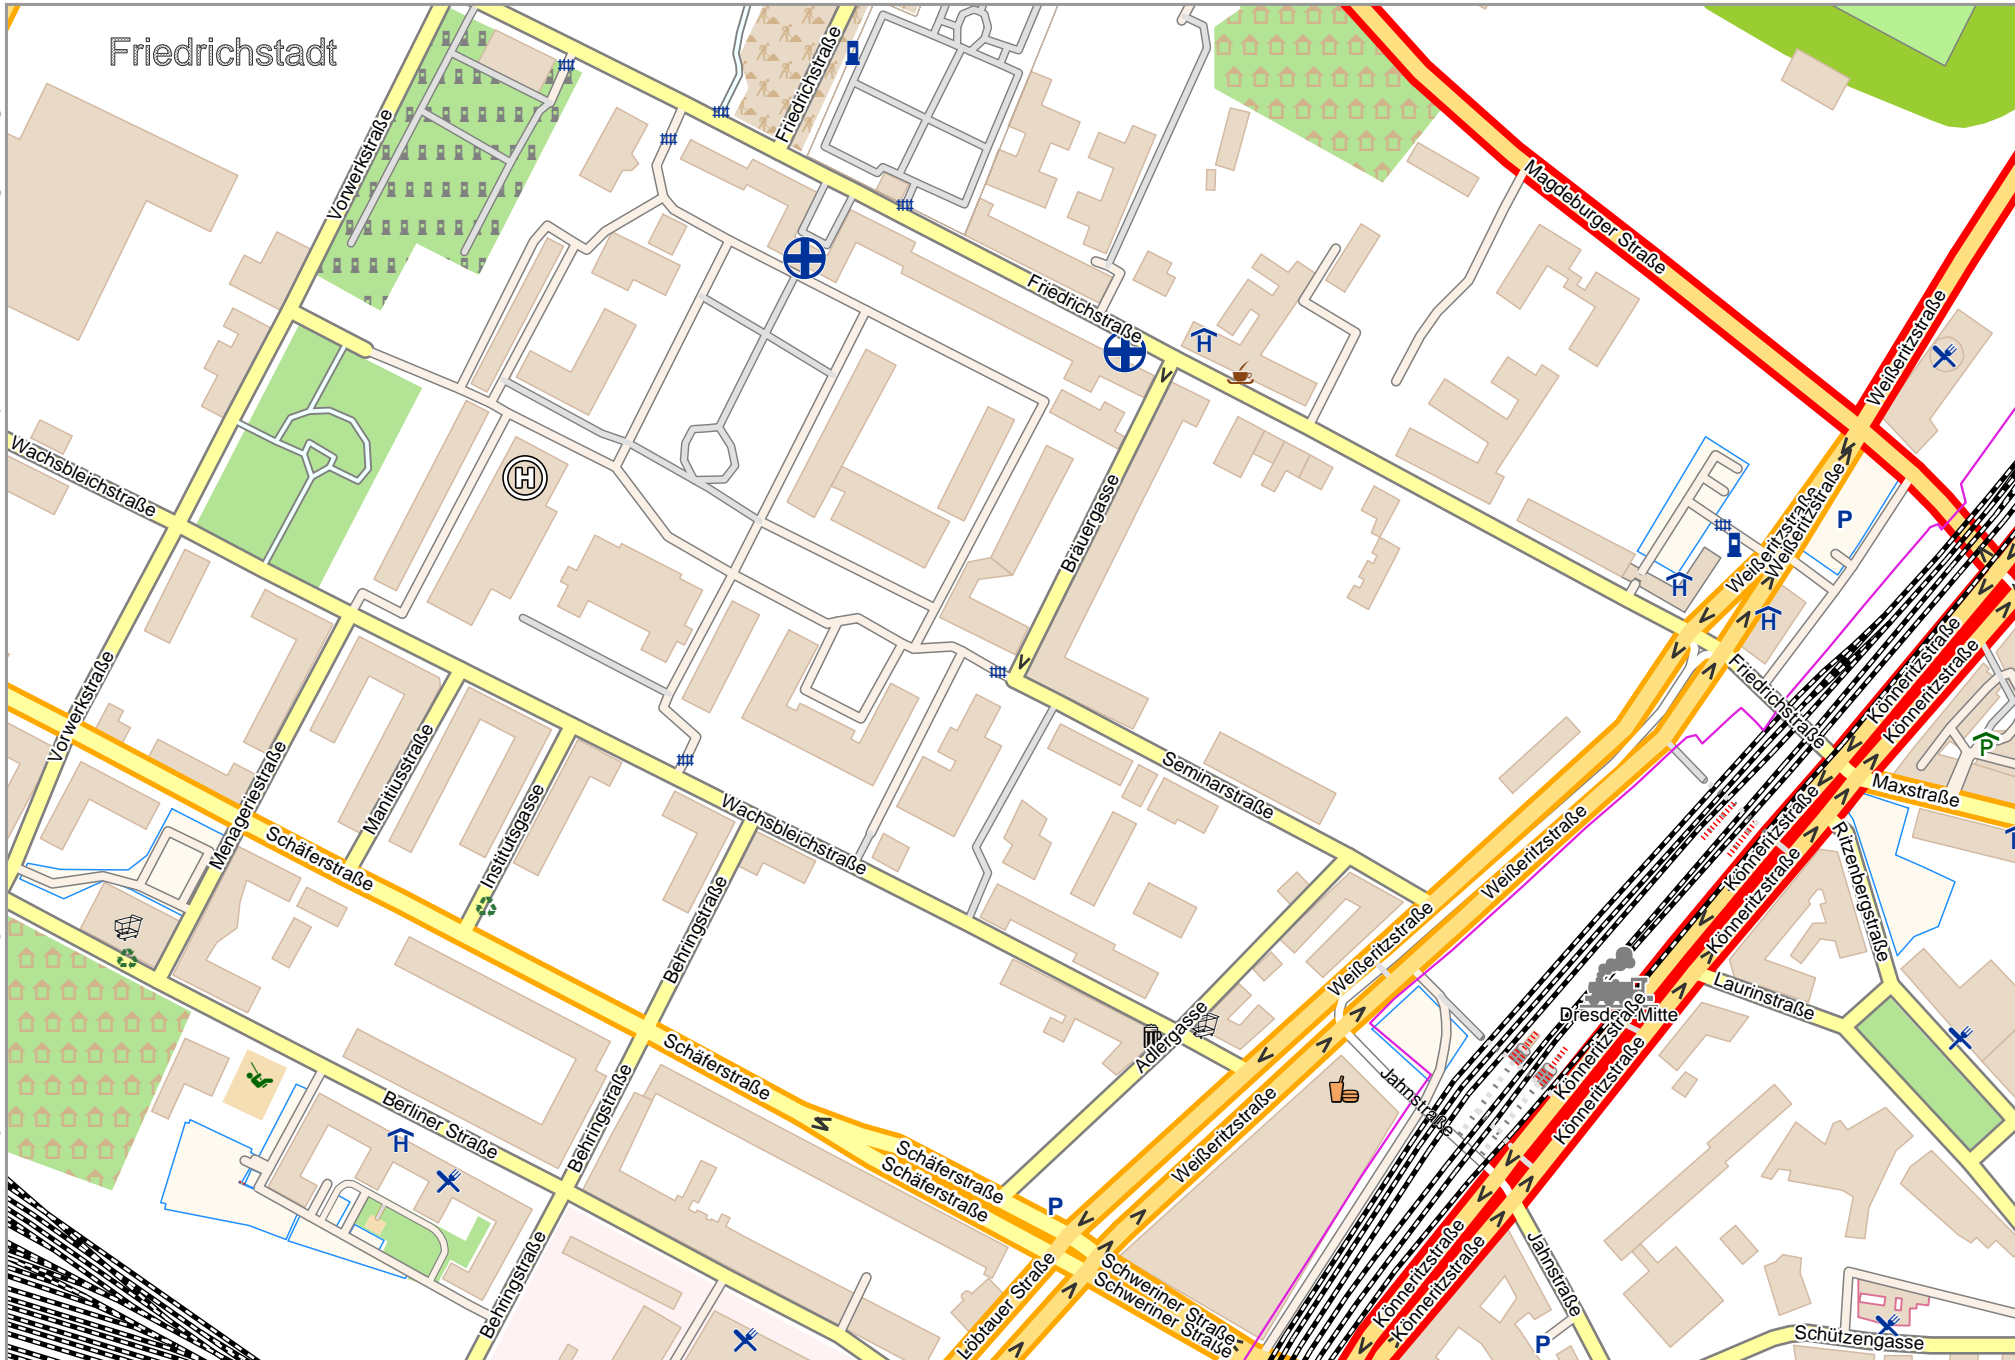 Friedrichstadt
Friedrichstraße
Vorwerkstraße
Magdeburger Straße
Friedrichstraße
Weißeritzstraße
H
Wachsbleichstraße
H
P
Bräuergasse
Weißeritzstraße
Weißeritzstraße
H
H
Friedrichstraße
Könneritzstraße
Könneritzstraße
Vorwerkstraße
P
Manitiusstraße
Menageriestraße
Seminarstraße
Maxstraße
Institutsgasse
Wachsbleichstraße
Schäferstraße
Weißeritzstraße
Könneritzstraße
Könneritzstraße
Ritzenbergstraße
Behringstraße
Weißeritzstraße
Laurinstraße
Dresden Mitte
Adlergasse
Schäferstraße
Könneritzstraße
Könneritzstraße
Jahnstraße
Berliner Straße
H
Behringstraße
Weißeritzstraße
Schäferstraße
Schäferstraße
P
Behringstraße
Löbtauer Straße
Schweriner Straße
Schweriner Straße
Könneritzstraße
Könneritzstraße
Jahnstraße
P
Schützengasse